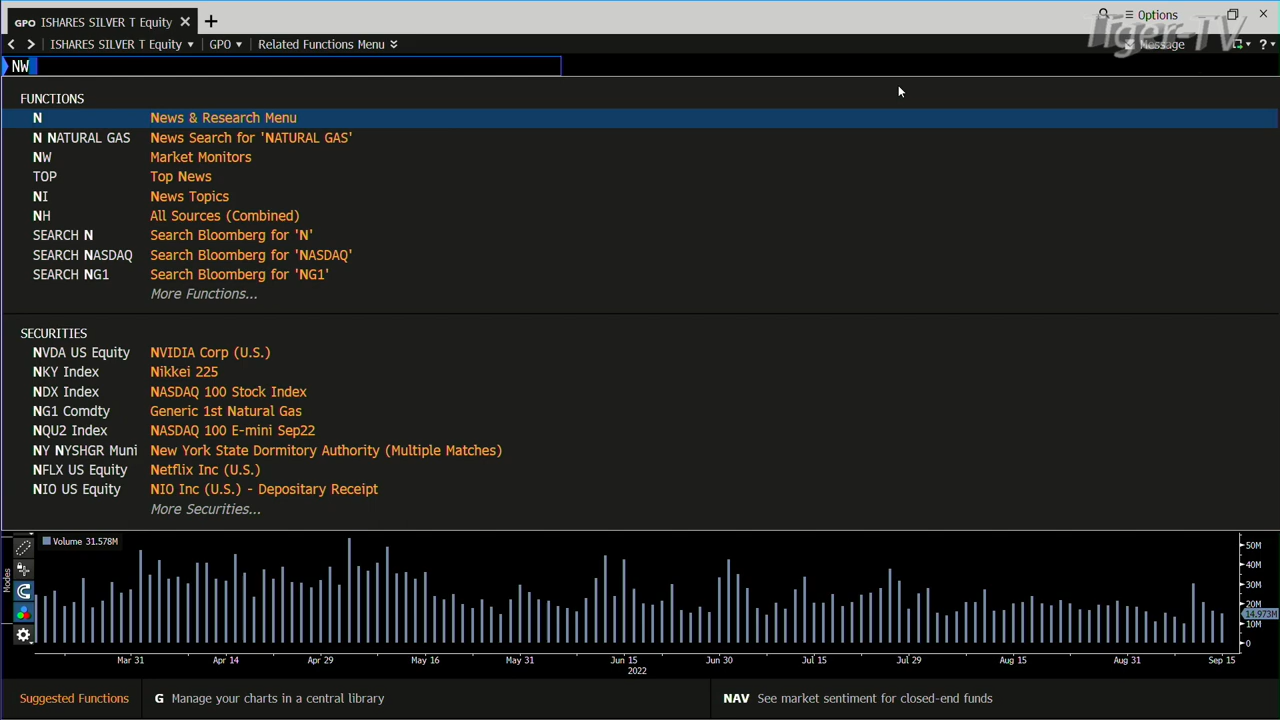 GPO ISHARES SILVER T Equity
Options
ISHARES SILVER T Equity GPO Related Functions Menu
Message ?
Tiger-TV
NW
FUNCTIONS
N News & Research Menu
N NATURAL GAS News Search for 'NATURAL GAS'
NW Market Monitors
TOP Top News
NI News Topics
NH All Sources (Combined)
SEARCH N Search Bloomberg for 'N'
SEARCH NASDAQ Search Bloomberg for 'NASDAQ'
SEARCH NG1 Search Bloomberg for 'NG1'
More Functions...
SECURITIES
NVDA US Equity NVIDIA Corp (U.S.)
NKY Index Nikkei 225
NDX Index NASDAQ 100 Stock Index
NG1 Comdty Generic 1st Natural Gas
NQU2 Index NASDAQ 100 E-mini Sep22
NY NYSHGR Muni New York State Dormitory Authority (Multiple Matches)
NFLX US Equity Netflix Inc (U.S.)
NIO US Equity NIO Inc (U.S.) - Depositary Receipt
More Securities...
Modes
Volume 31.578M
50M
40M
30M
20M
14.973M
10M
0
Mar 31 Apr 14 Apr 29 May 16 May 31 Jun 15 Jun 30 Jul 15 Jul 29 Aug 15 Aug 31 Sep 15
2022
Suggested Functions G Manage your charts in a central library NAV See market sentiment for closed-end funds